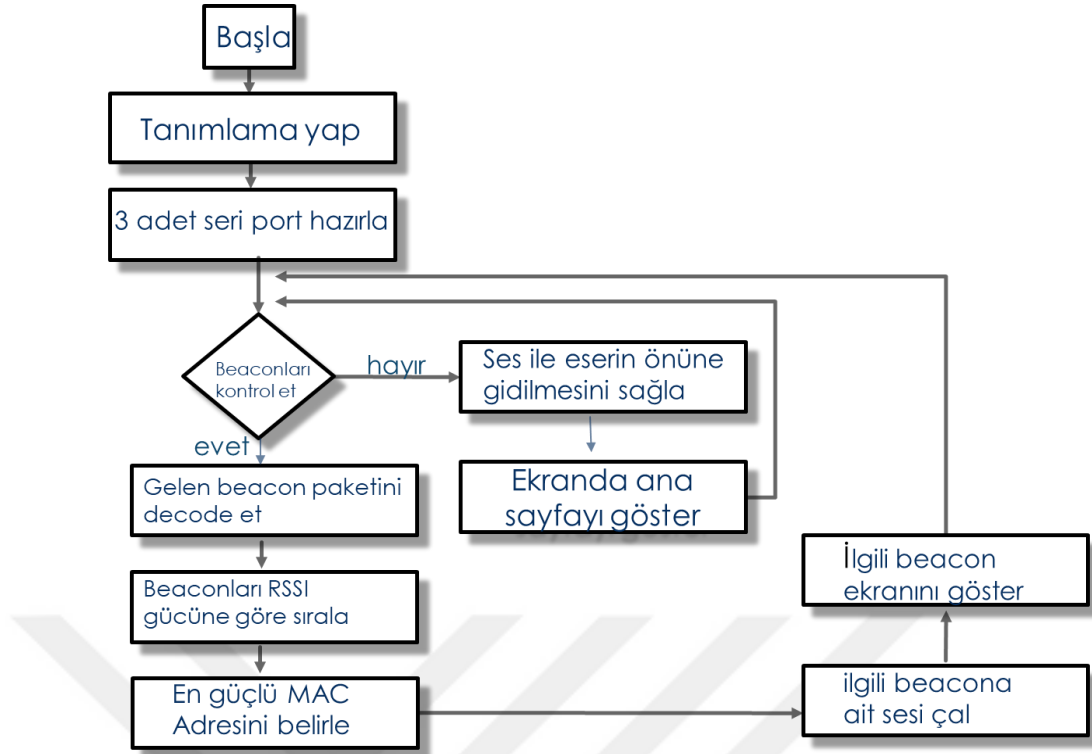 Başla
Tanımlama yap
3 adet seri port hazırla
Beaconları
kontrol et
hayır
Ses ile eserin önüne
gidilmesini sağla
evet
Ekranda ana
sayfayı göster
Gelen beacon paketini
decode et
Beaconları RSSI
gücüne göre sırala
En güçlü MAC
Adresini belirle
ilgili beacona
ait sesi çal
İlgili beacon
ekranını göster